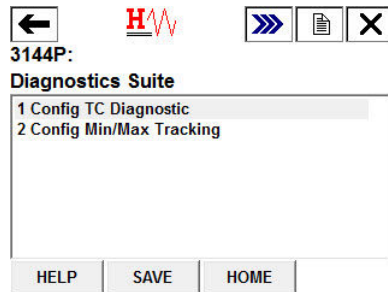 H
3144P:
Diagnostics Suite
1 Config TC Diagnostic
2 Config Min/Max Tracking
HELP SAVE HOME